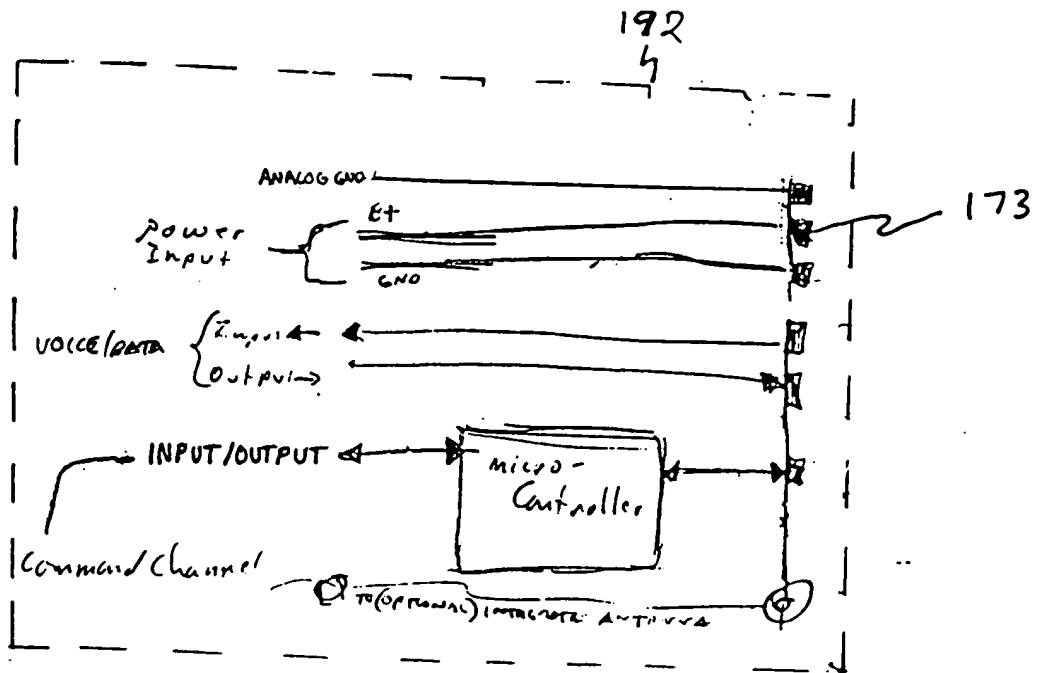 192
ANALOG GND
173
Power
Input
E+
GND
VOICE/DATA
Input
Output
INPUT/OUTPUT
Micro-
Controller
Command Channel
TO (OPTIONAL) INTEGRATE ANTENNA